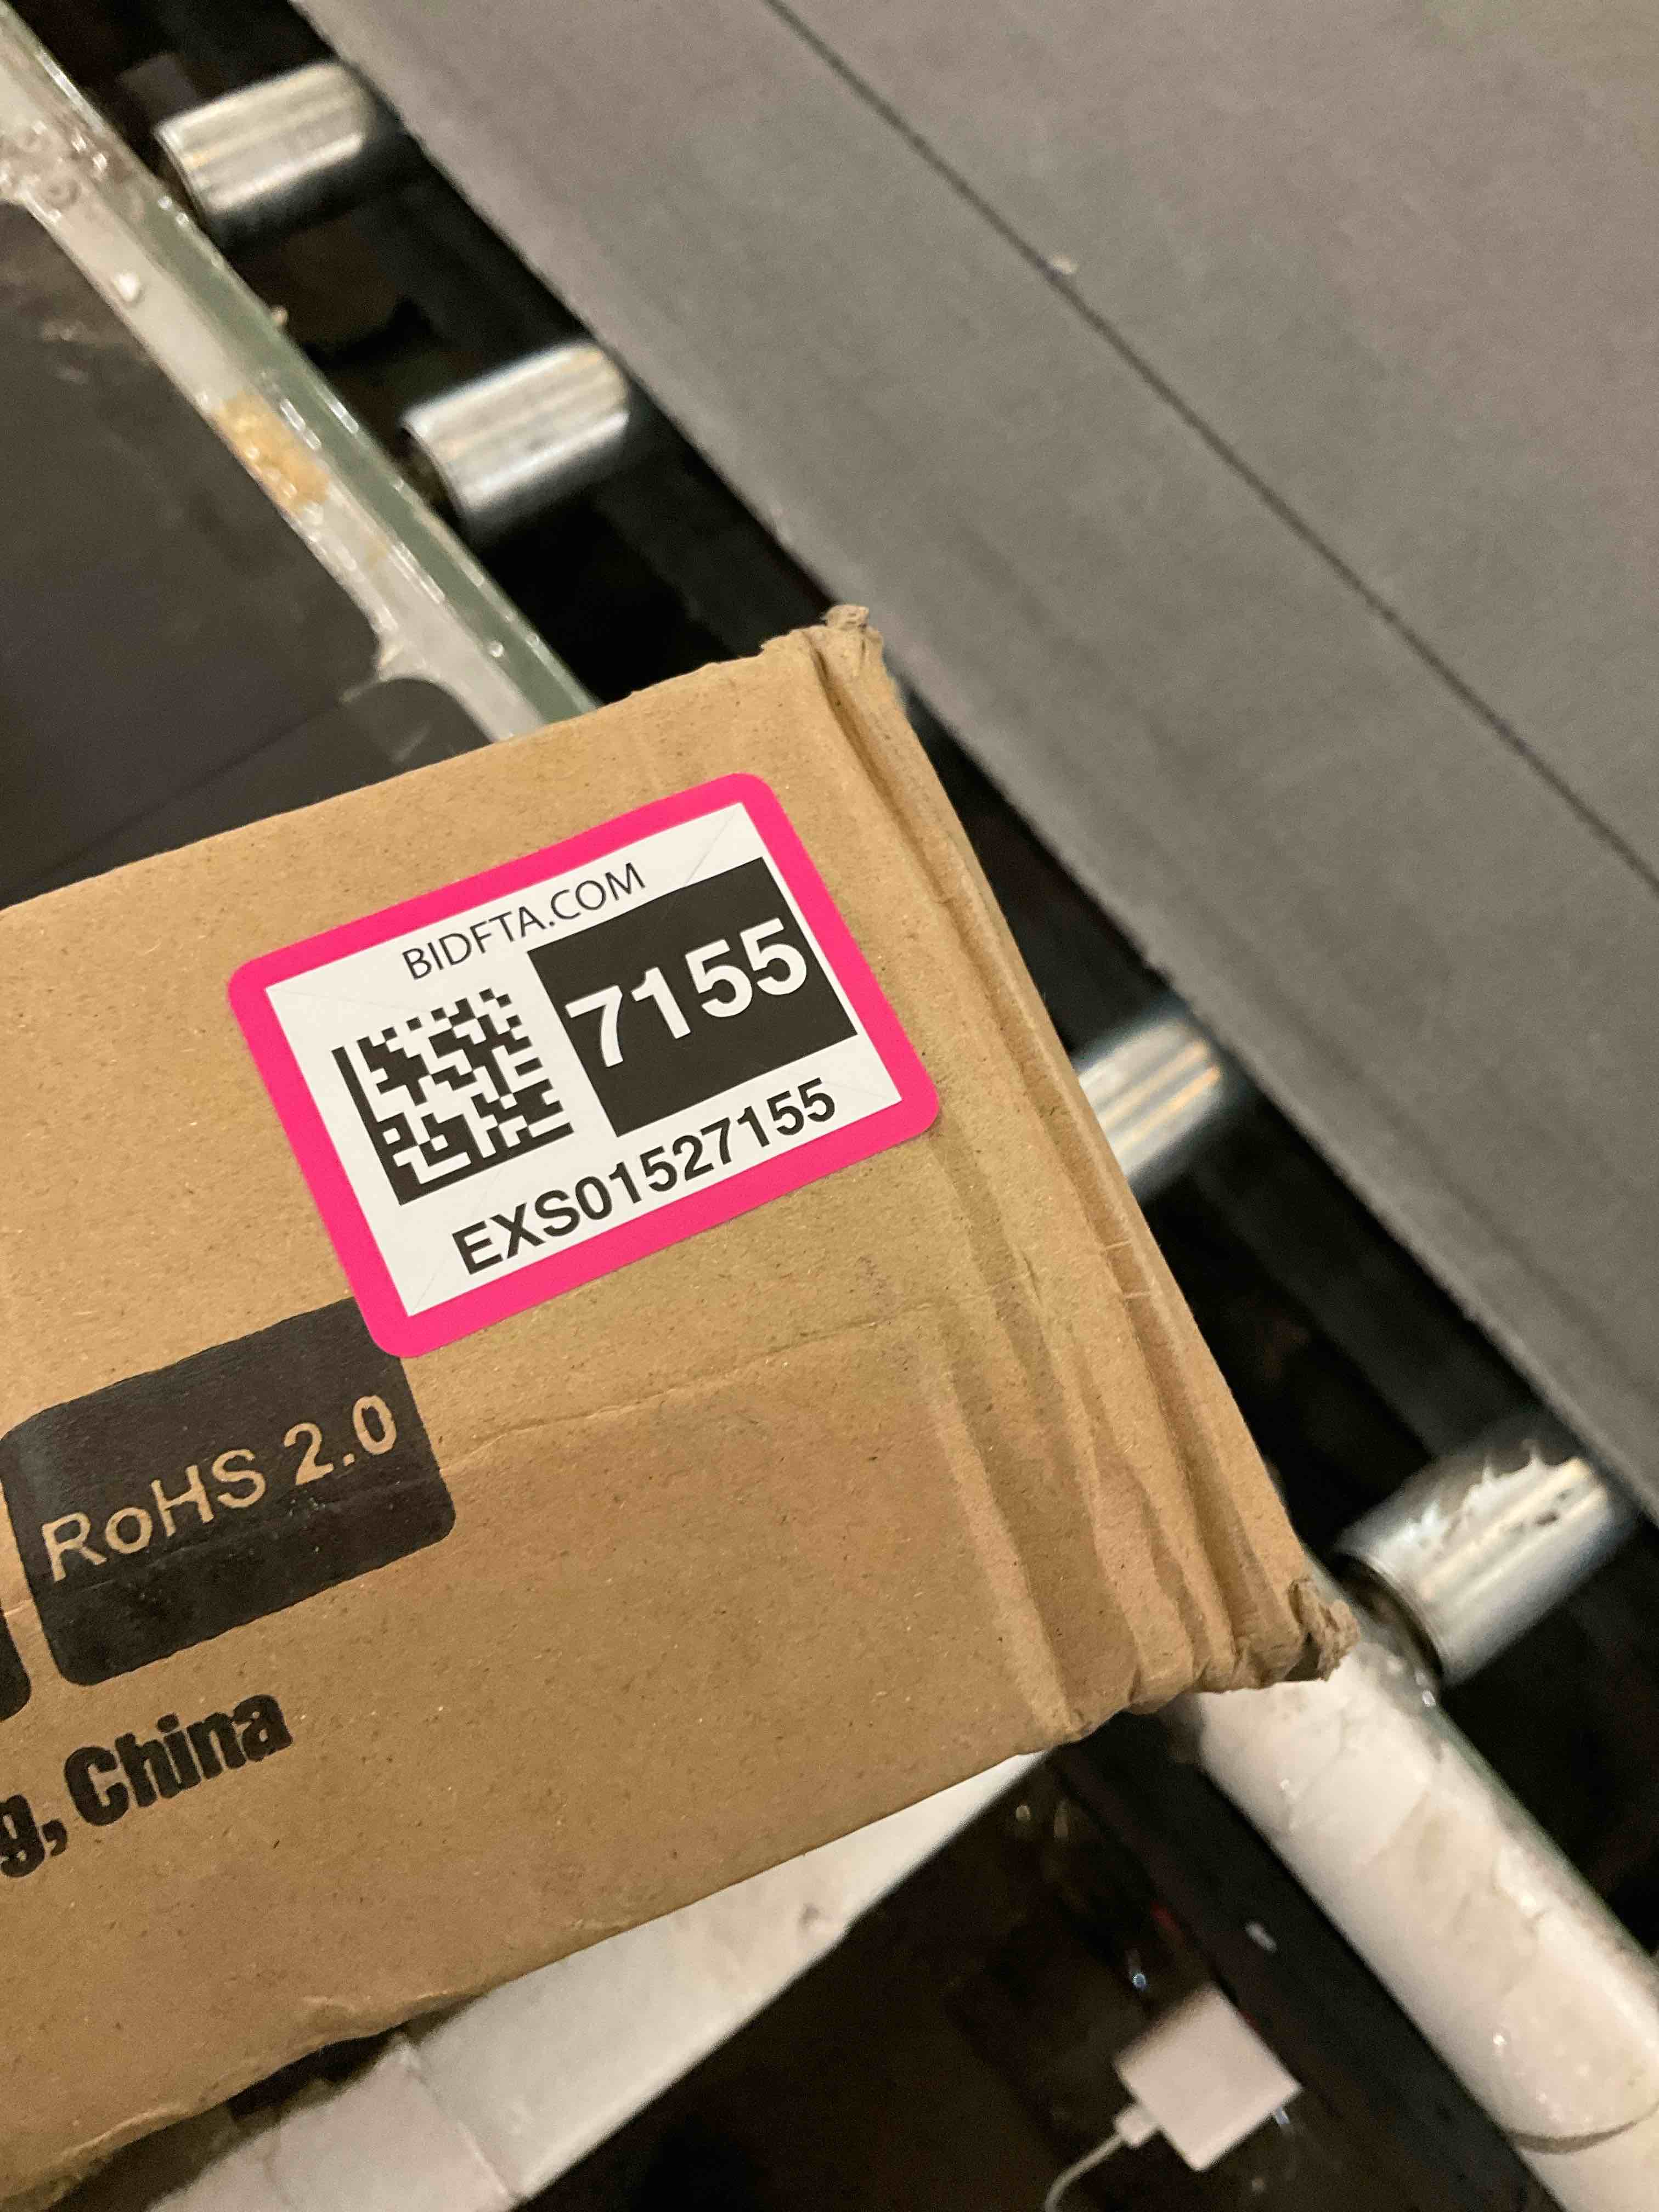 BIDFTA.COM
7155
EXS01527155
RoHS 2.0
g, China